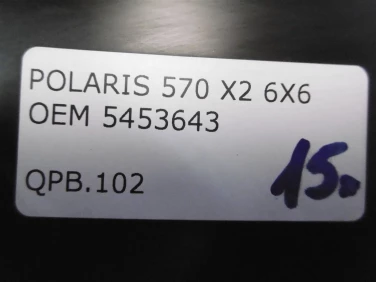 POLARIS 570 X2 6X6
OEM 5453643
QPB.102
15.